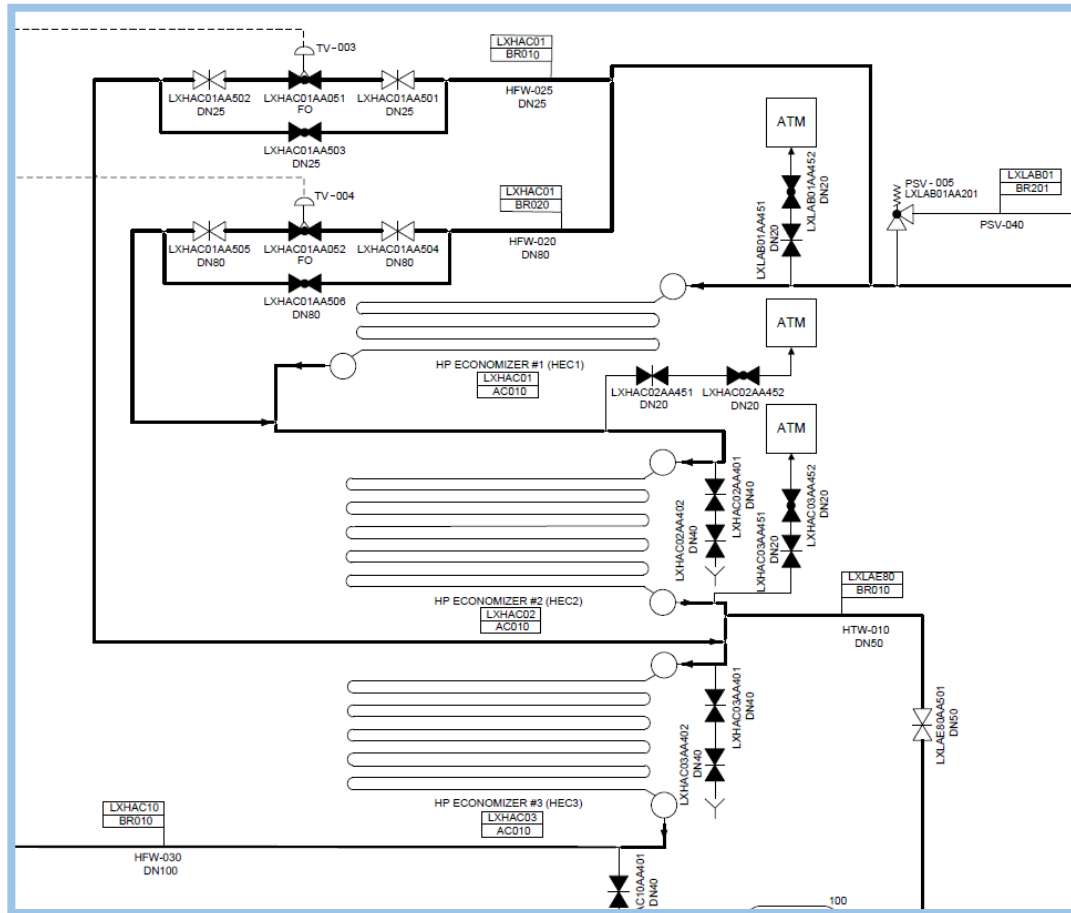 TV-003
LXHAC01
BR010
LXHAC01AA502
DN25
LXHAC01AA051
FO
LXHAC01AA501
DN25
HFW-025
DN25
LXHAC01AA503
DN25
ATM
LXLAB01AA452
DN20
LXLAB01AA451
DN20
PSV-005
LXLAB01AA201
LXLAB01
BR201
PSV-040
TV-004
LXHAC01
BR020
LXHAC01AA505
DN80
LXHAC01AA052
FO
LXHAC01AA504
DN80
HFW-020
DN80
LXHAC01AA506
DN80
ATM
HP ECONOMIZER #1 (HEC1)
LXHAC01
AC010
LXHAC02AA451
DN20
LXHAC02AA452
DN20
ATM
LXHAC02AA401
DN40
LXHAC02AA402
DN40
LXHAC03AA452
DN20
LXHAC03AA451
DN20
HP ECONOMIZER #2 (HEC2)
LXHAC02
AC010
LXLAE80
BR010
HTW-010
DN50
LXHAC03AA401
DN40
LXHAC03AA402
DN40
LXLAE80AA501
DN50
HP ECONOMIZER #3 (HEC3)
LXHAC03
AC010
LXHAC10
BR010
HFW-030
DN100
AC10AA401
DN40
100